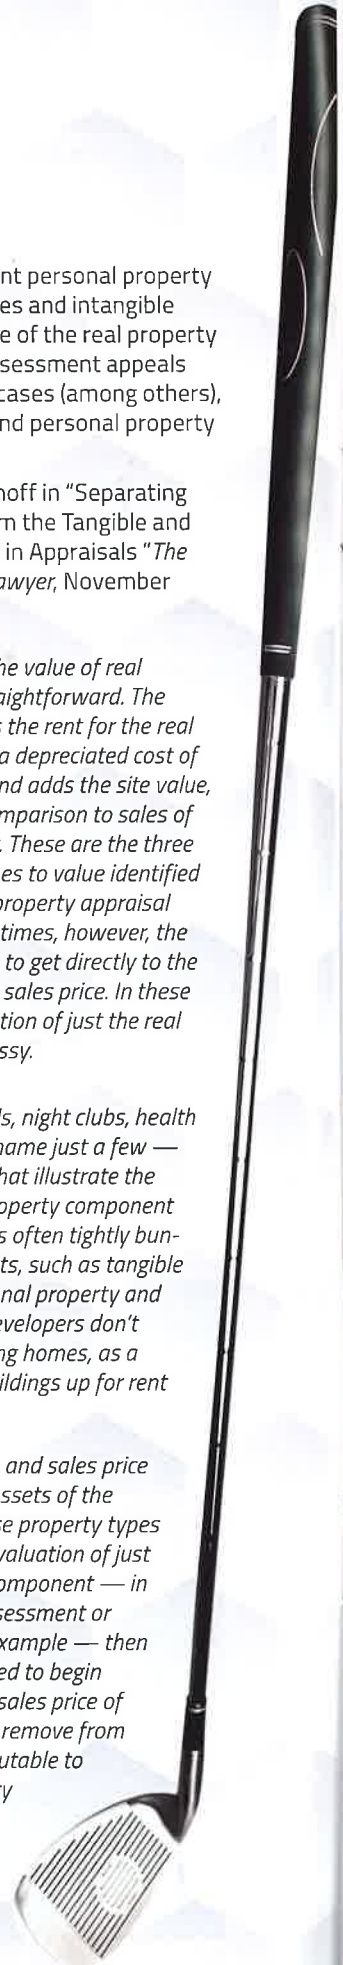 nt personal property
es and intangible
e of the real property
sessment appeals
cases (among others),
nd personal property
hoff in “Separating
m the Tangible and
in Appraisals “The
awyer, November
he value of real
aightforward. The
s the rent for the real
a depreciated cost of
nd adds the site value,
mparison to sales of
. These are the three
es to value identified
property appraisal
times, however, the
to get directly to the
sales price. In these
tion of just the real
ssy.
ls, night clubs, health
name just a few —
hat illustrate the
operty component
s often tightly bun-
ts, such as tangible
nal property and
evelopers don’t
ng homes, as a
ildings up for rent
and sales price
ssets of the
se property types
valuation of just
omponent — in
sessment or
xample — then
ed to begin
sales price of
remove from
utable to
ty